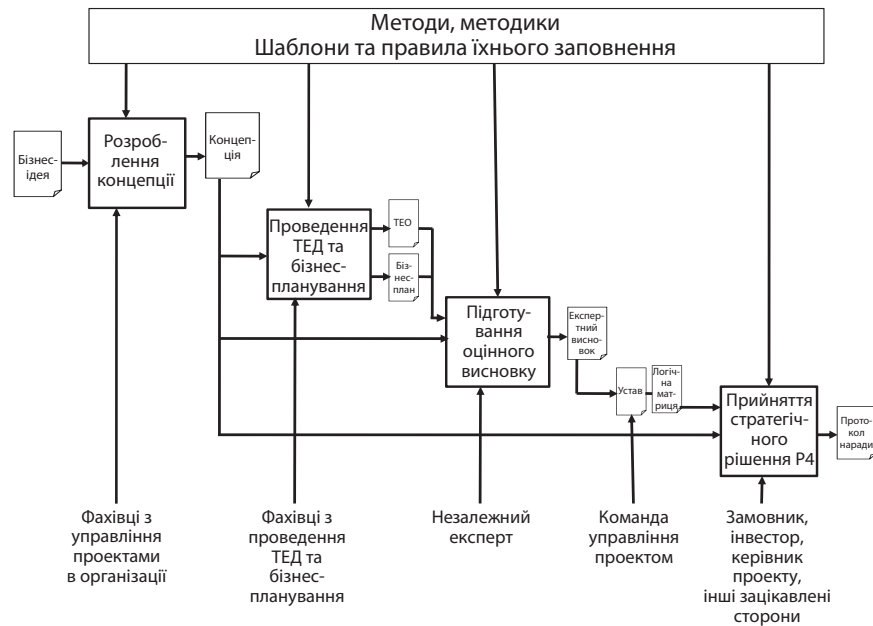 Методи, методики
Шаблони та правила їхнього заповнення
Бізнес-
ідея
Розроб-
лення
концепції
Концеп-
ція
Проведення
ТЕД та
бізнес-
планування
ТЕО
Біз-
нес-
план
Підготу-
вання
оцінного
висновку
Експер-
тний
висно-
вок
Устав
Логіч-
на
мат-
риця
Прийняття
стратегіч-
ного
рішення Р4
Прото-
кол
наради
Фахівці з
управління
проектами
в організації
Фахівці з
проведення
ТЕД та
бізнес-
планування
Незалежний
експерт
Команда
управління
проектом
Замовник,
інвестор,
керівник
проекту,
інші зацікавлені
сторони